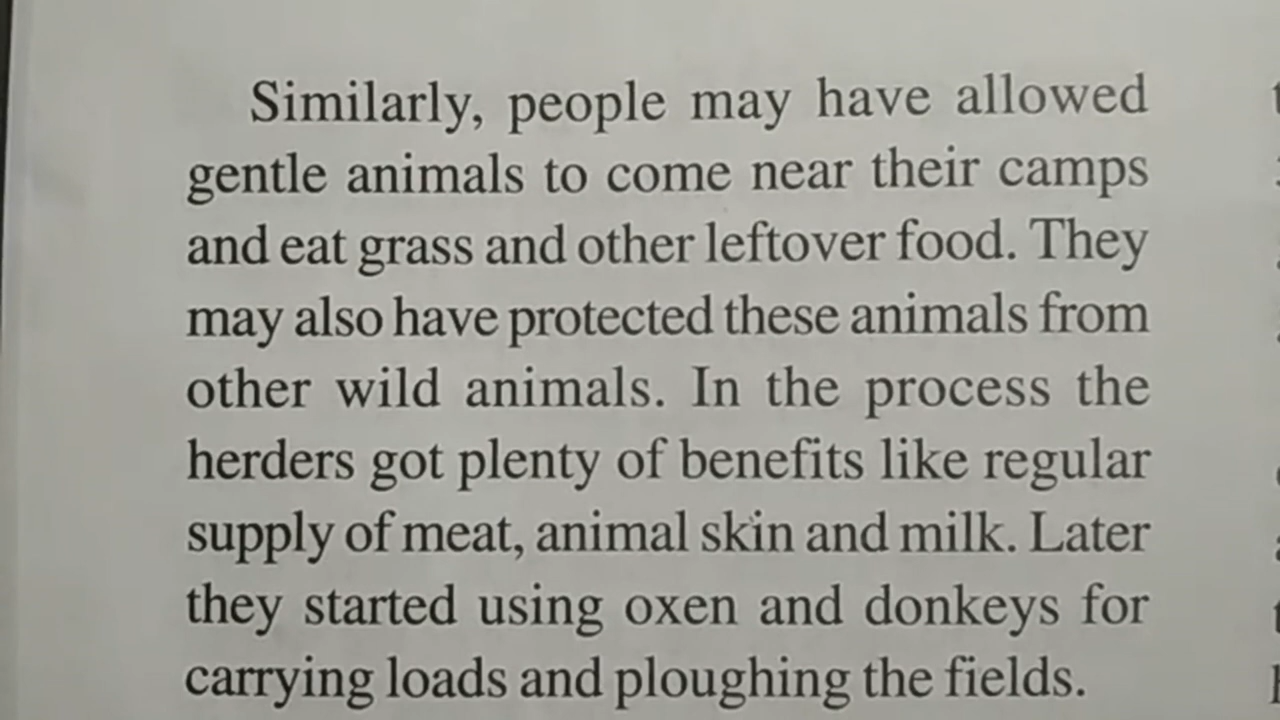 Similarly, people may have allowed
gentle animals to come near their camps
and eat grass and other leftover food. They
may also have protected these animals from
other wild animals. In the process the
herders got plenty of benefits like regular
supply of meat, animal skin and milk. Later
they started using oxen and donkeys for
carrying loads and ploughing the fields.